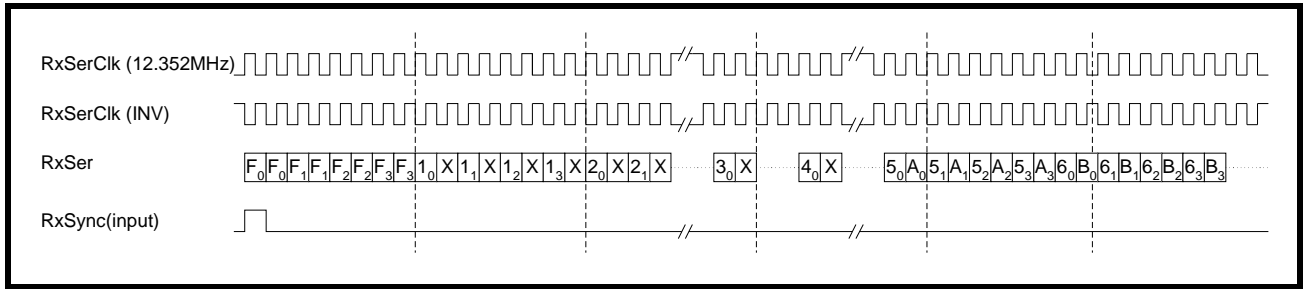 RxSerClk (12.352MHz)
RxSerClk (INV)
RxSer F₀ F₀ F₁ F₁ F₂ F₂ F₃ F₃ 1₀ X 1₁ X 1₂ X 1₃ X 2₀ X 2₁ X 3₀ X 4₀ X 5₀ A₀ 5₁ A₁ 5₂ A₂ 5₃ A₃ 6₀ B₀ 6₁ B₁ 6₂ B₂ 6₃ B₃
RxSync(input)